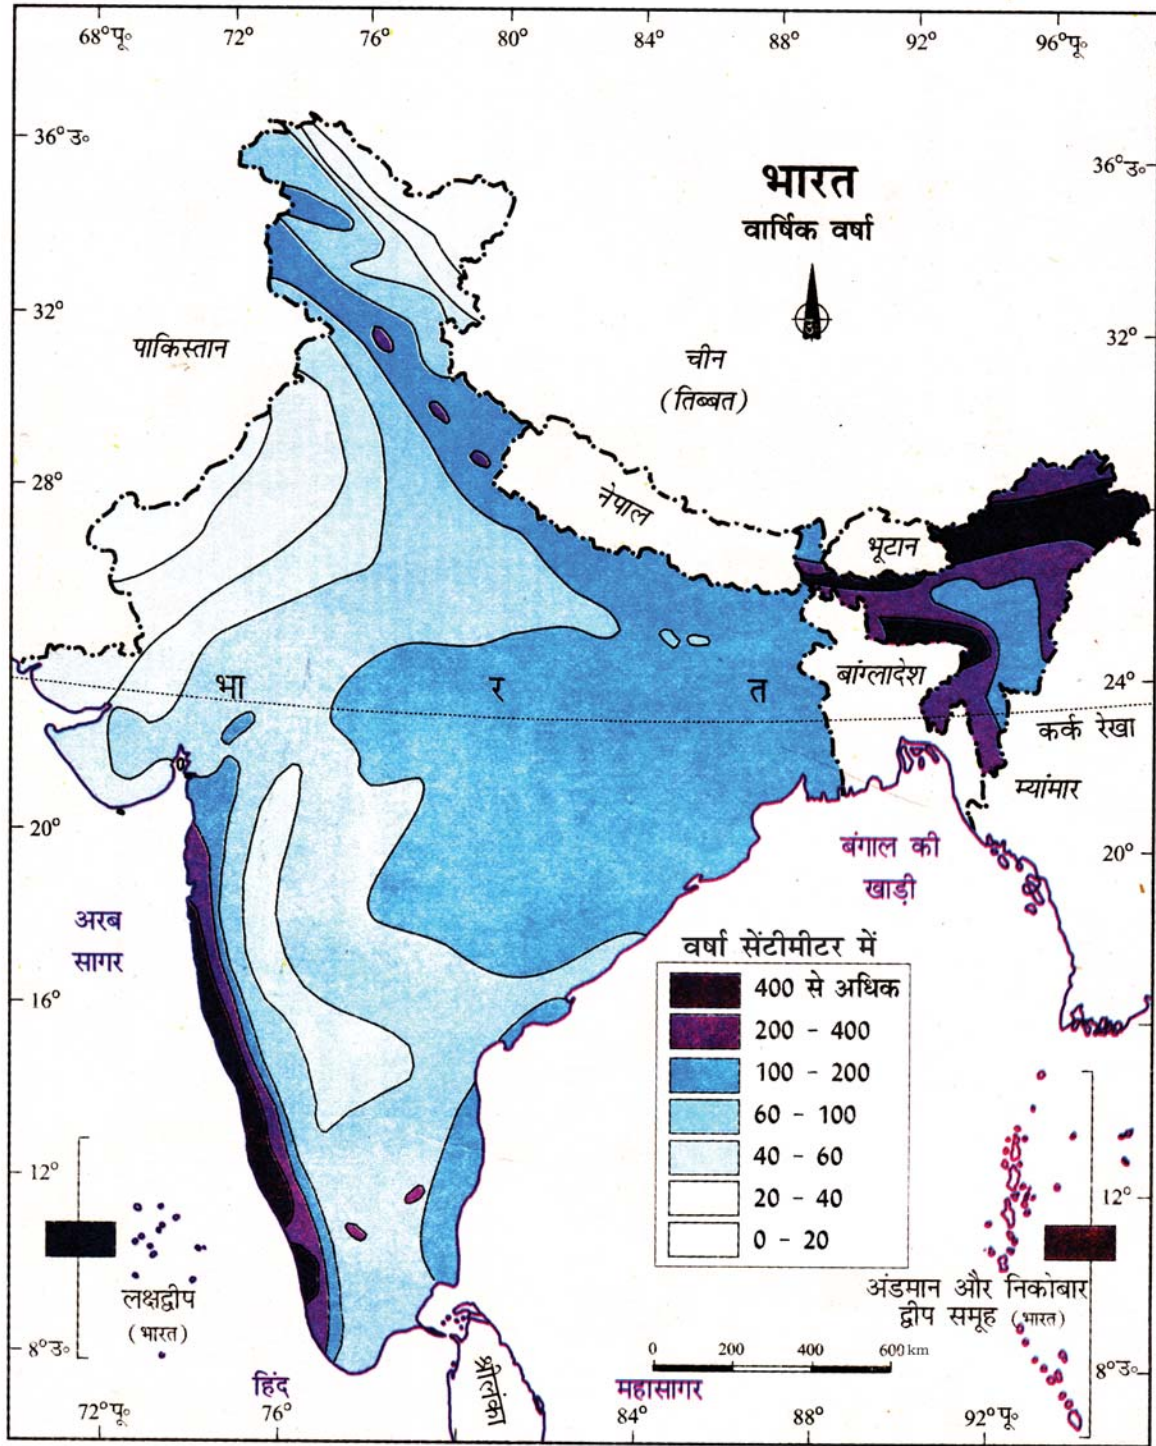 68°पू॰ 72° 76° 80° 84° 88° 92° 96°पू॰
36°उ॰
36°उ॰
भारत
वार्षिक वर्षा
32°
32°
पाकिस्तान
चीन
(तिब्बत)
28°
नेपाल
भूटान
भा र त
बांग्लादेश
24°
कर्क रेखा
म्यांमार
20°
20°
बंगाल की
खाड़ी
अरब
सागर
वर्षा सेंटीमीटर में
400 से अधिक
200 - 400
100 - 200
60 - 100
40 - 60
20 - 40
0 - 20
16°
12°
12°
लक्षद्वीप
(भारत)
अंडमान और निकोबार
द्वीप समूह (भारत)
0 200 400 600 km
8°उ॰
8°उ॰
हिंद
महासागर
श्रीलंका
72°पू॰ 76° 84° 88° 92°पू॰